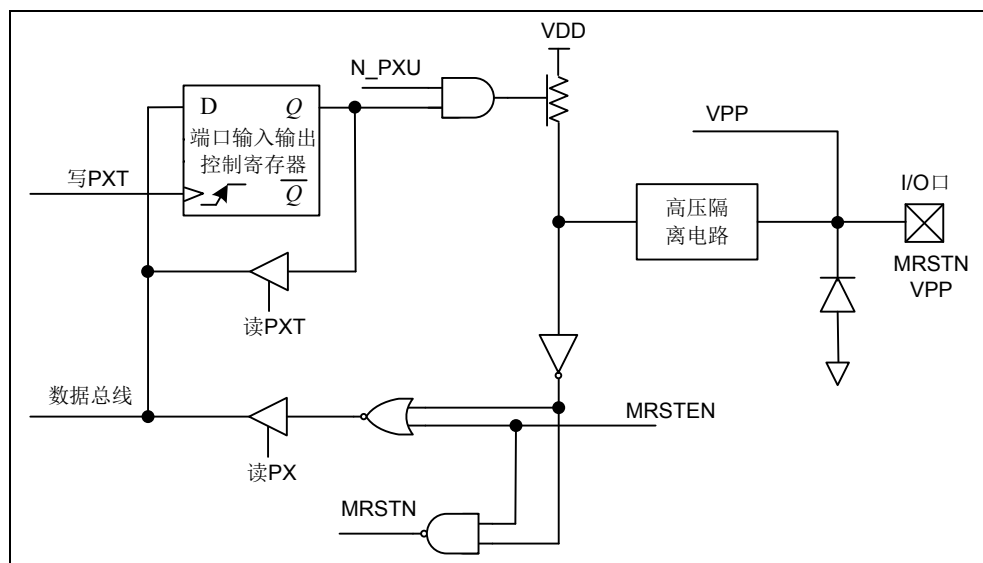 VDD
N_PXU
D Q
端口输入输出
控制寄存器
Q
写PXT
VPP
I/O口
高压隔
离电路
MRSTN
VPP
读PXT
数据总线
MRSTEN
读PX
MRSTN